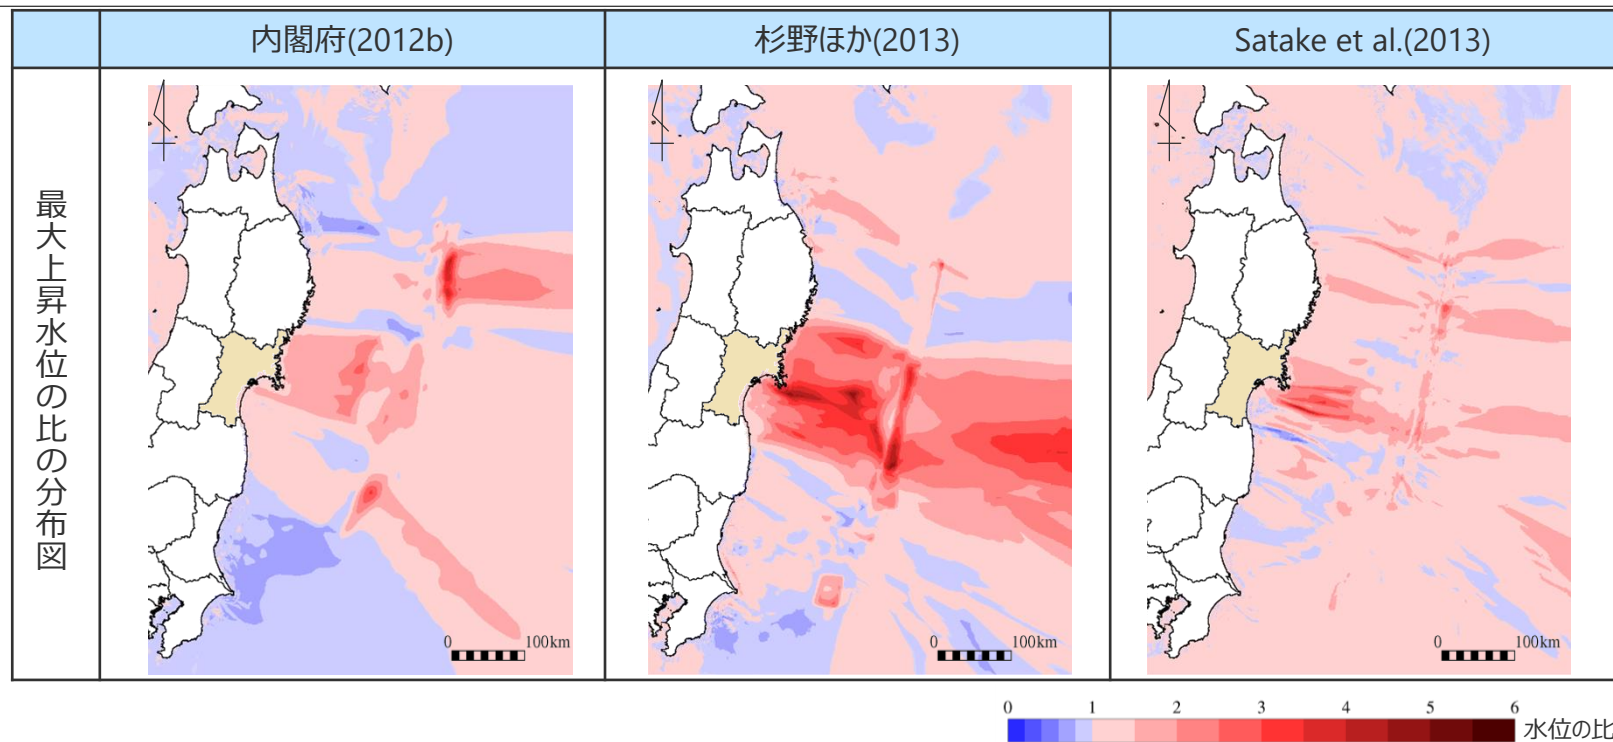 内閣府(2012b)
杉野ほか(2013)
Satake et al.(2013)
最大上昇水位の比の分布図
0 100km
0 100km
0 100km
0 1 2 3 4 5 6
水位の比